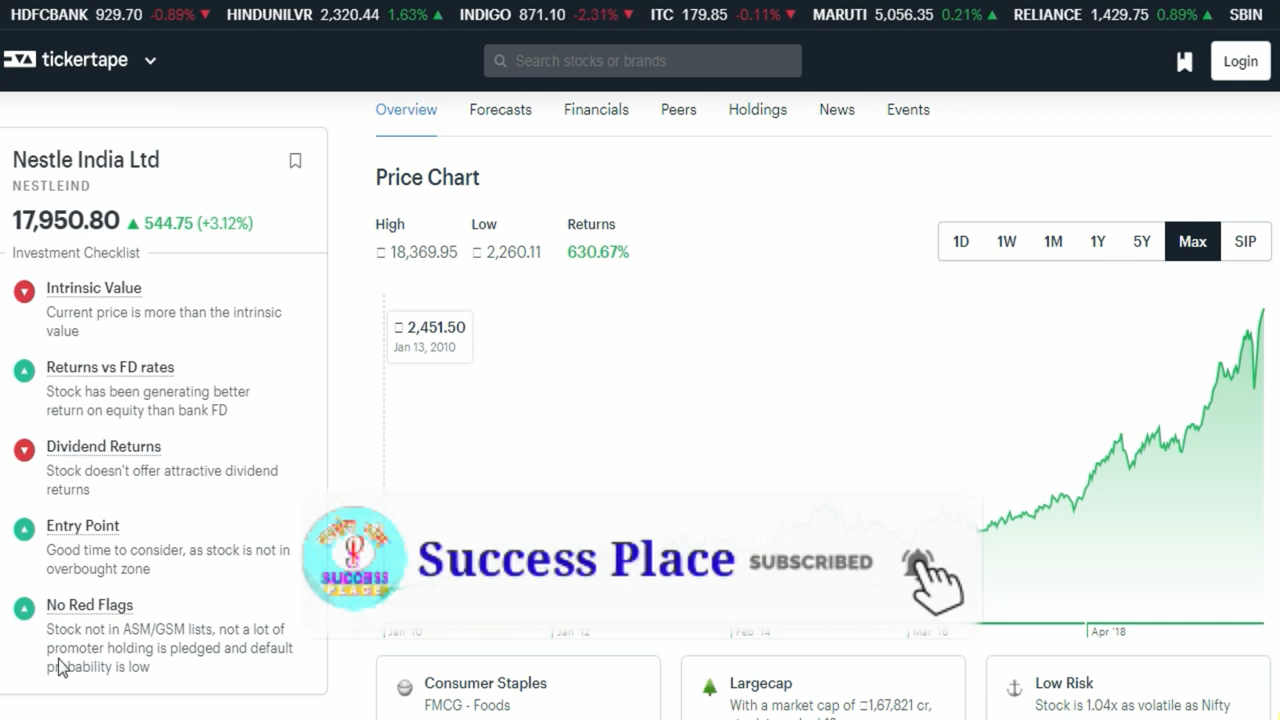 HDFCBANK 929.70 -0.89% ▼ HINDUNILVR 2,320.44 1.63% ▲ INDIGO 871.10 -2.31% ▼ ITC 179.85 -0.11% ▼ MARUTI 5,056.35 0.21% ▲ RELIANCE 1,429.75 0.89% ▲ SBIN
tickertape
Search stocks or brands
Login
Overview Forecasts Financials Peers Holdings News Events
Nestle India Ltd
NESTLEIND
17,950.80 ▲ 544.75 (+3.12%)
Investment Checklist
Intrinsic Value
Current price is more than the intrinsic
value
Returns vs FD rates
Stock has been generating better
return on equity than bank FD
Dividend Returns
Stock doesn't offer attractive dividend
returns
Entry Point
Good time to consider, as stock is not in
overbought zone
No Red Flags
Stock not in ASM/GSM lists, not a lot of
promoter holding is pledged and default
probability is low
Price Chart
High Low Returns
18,369.95 2,260.11 630.67%
1D 1W 1M 1Y 5Y Max SIP
2,451.50
Jan 13, 2010
SUCCESS
PLACE
Success Place SUBSCRIBED
Jan '10 Jan '12 Feb '14 Mar '16 Apr '18
Consumer Staples
FMCG - Foods
Largecap
With a market cap of 1,67,821 cr,
Low Risk
Stock is 1.04x as volatile as Nifty